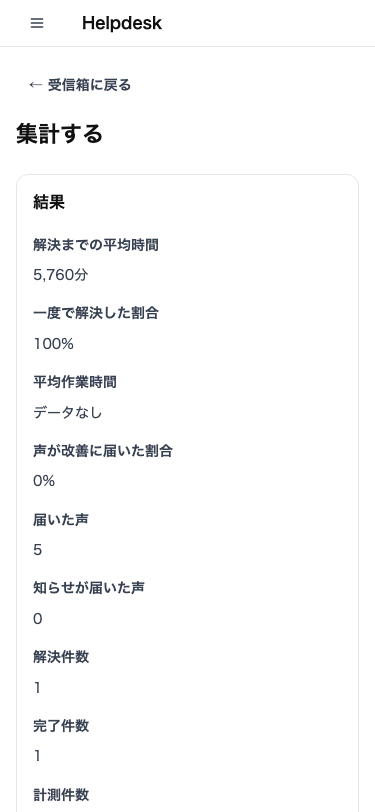 Helpdesk
← 受信箱に戻る
集計する
結果
解決までの平均時間
5,760分
一度で解決した割合
100%
平均作業時間
データなし
声が改善に届いた割合
0%
届いた声
5
知らせが届いた声
0
解決件数
1
完了件数
1
計測件数